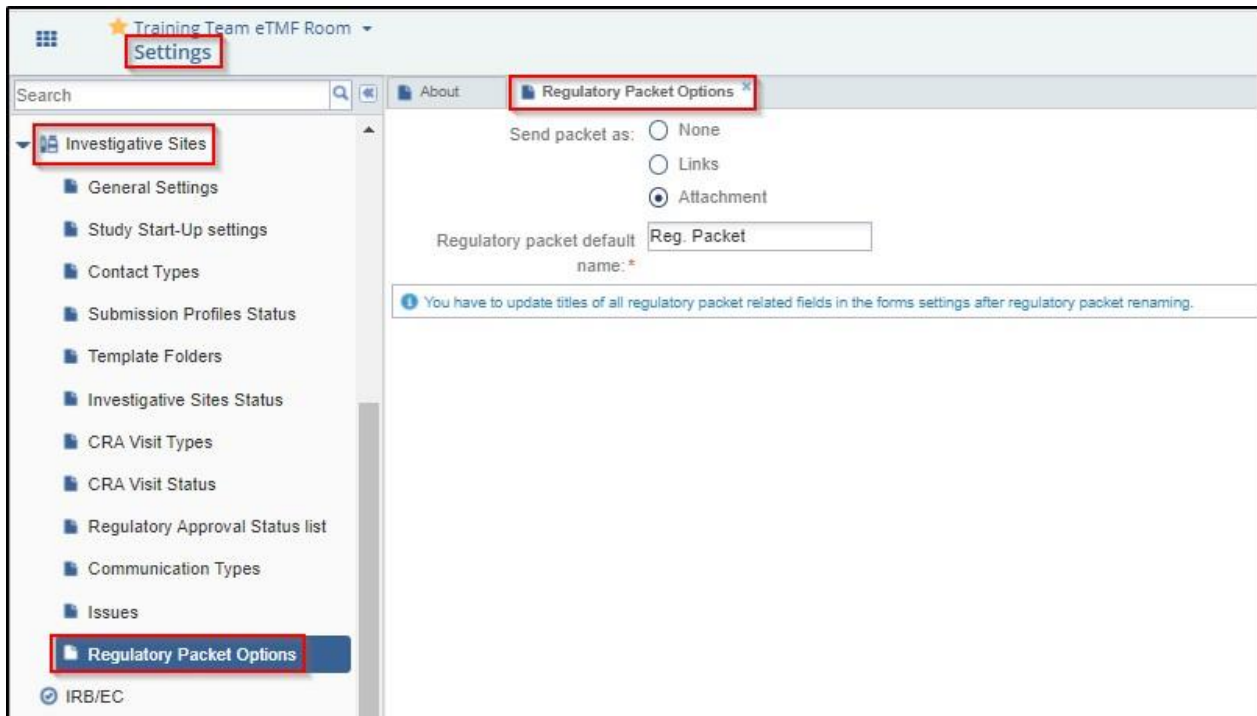 Training Team eTMF Room
Settings
Search
About
Regulatory Packet Options
Investigative Sites
General Settings
Study Start-Up settings
Contact Types
Submission Profiles Status
Template Folders
Investigative Sites Status
CRA Visit Types
CRA Visit Status
Regulatory Approval Status list
Communication Types
Issues
Regulatory Packet Options
IRB/EC
Send packet as: None
Links
Attachment
Regulatory packet default Reg. Packet
name:*
You have to update titles of all regulatory packet related fields in the forms settings after regulatory packet renaming.